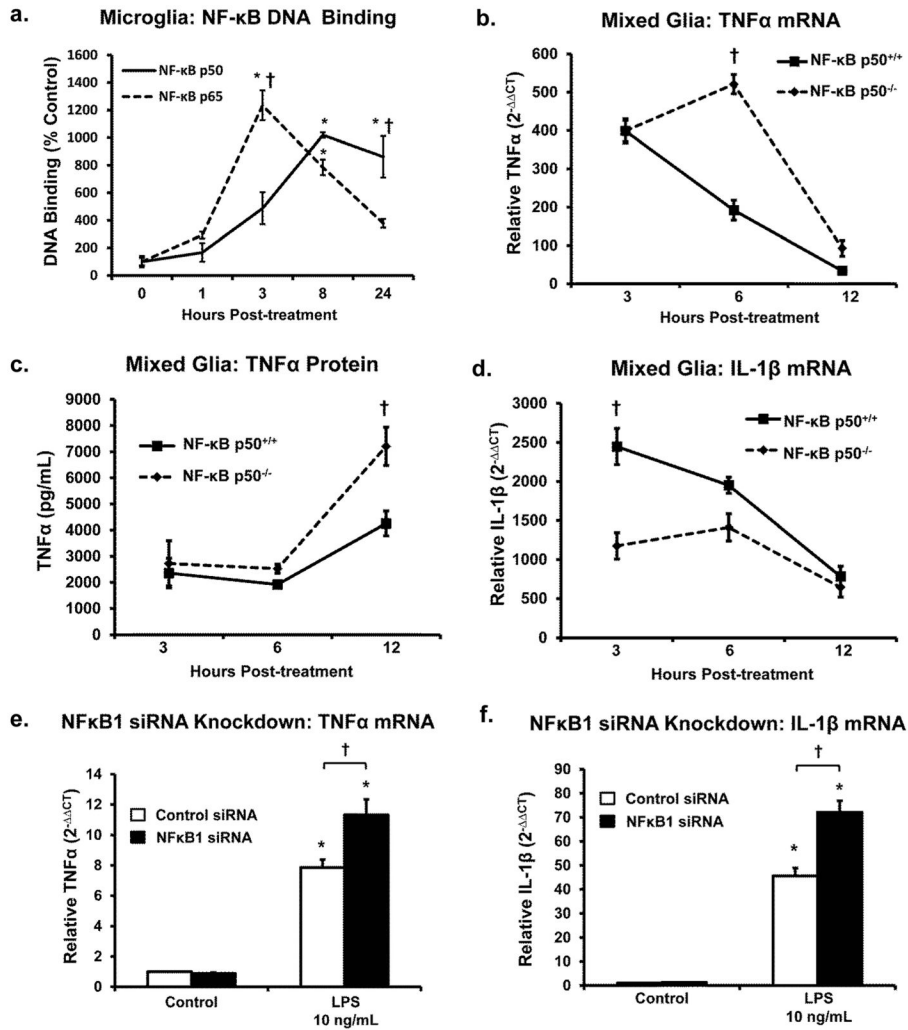 a.
Microglia: NF-κB DNA Binding
DNA Binding (% Control)
1600
1400
1200
1000
800
600
400
200
0
NF-κB p50
NF-κB p65
* †
*
*
* †
0 1 3 8 24
Hours Post-treatment
b.
Mixed Glia: TNFα mRNA
Relative TNFα (2-ΔΔCT)
600
500
400
300
200
100
0
†
NF-κB p50+/+
NF-κB p50-/-
3 6 12
Hours Post-treatment
c.
Mixed Glia: TNFα Protein
TNFα (pg/mL)
9000
8000
7000
6000
5000
4000
3000
2000
1000
0
NF-κB p50+/+
NF-κB p50-/-
†
3 6 12
Hours Post-treatment
d.
Mixed Glia: IL-1β mRNA
Relative IL-1β (2-ΔΔCT)
3000
2500
2000
1500
1000
500
0
†
NF-κB p50+/+
NF-κB p50-/-
3 6 12
Hours Post-treatment
e.
NFκB1 siRNA Knockdown: TNFα mRNA
Relative TNFα (2-ΔΔCT)
14
12
10
8
6
4
2
0
Control siRNA
NFκB1 siRNA
†
*
*
Control LPS
10 ng/mL
f.
NFκB1 siRNA Knockdown: IL-1β mRNA
Relative IL-1β (2-ΔΔCT)
90
80
70
60
50
40
30
20
10
0
Control siRNA
NFκB1 siRNA
†
*
*
Control LPS
10 ng/mL